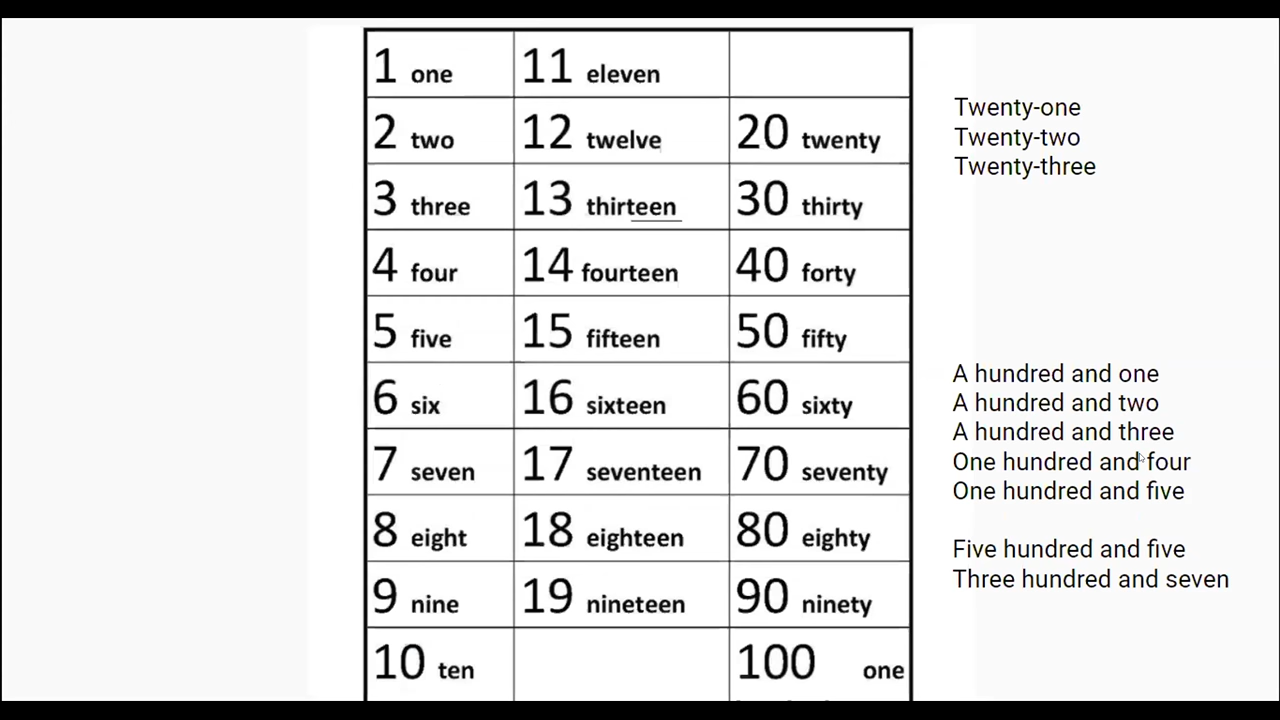 1 one 11 eleven
2 two 12 twelve 20 twenty
3 three 13 thirteen 30 thirty
4 four 14 fourteen 40 forty
5 five 15 fifteen 50 fifty
6 six 16 sixteen 60 sixty
7 seven 17 seventeen 70 seventy
8 eight 18 eighteen 80 eighty
9 nine 19 nineteen 90 ninety
10 ten 100 one
Twenty-one
Twenty-two
Twenty-three
A hundred and one
A hundred and two
A hundred and three
One hundred and four
One hundred and five
Five hundred and five
Three hundred and seven